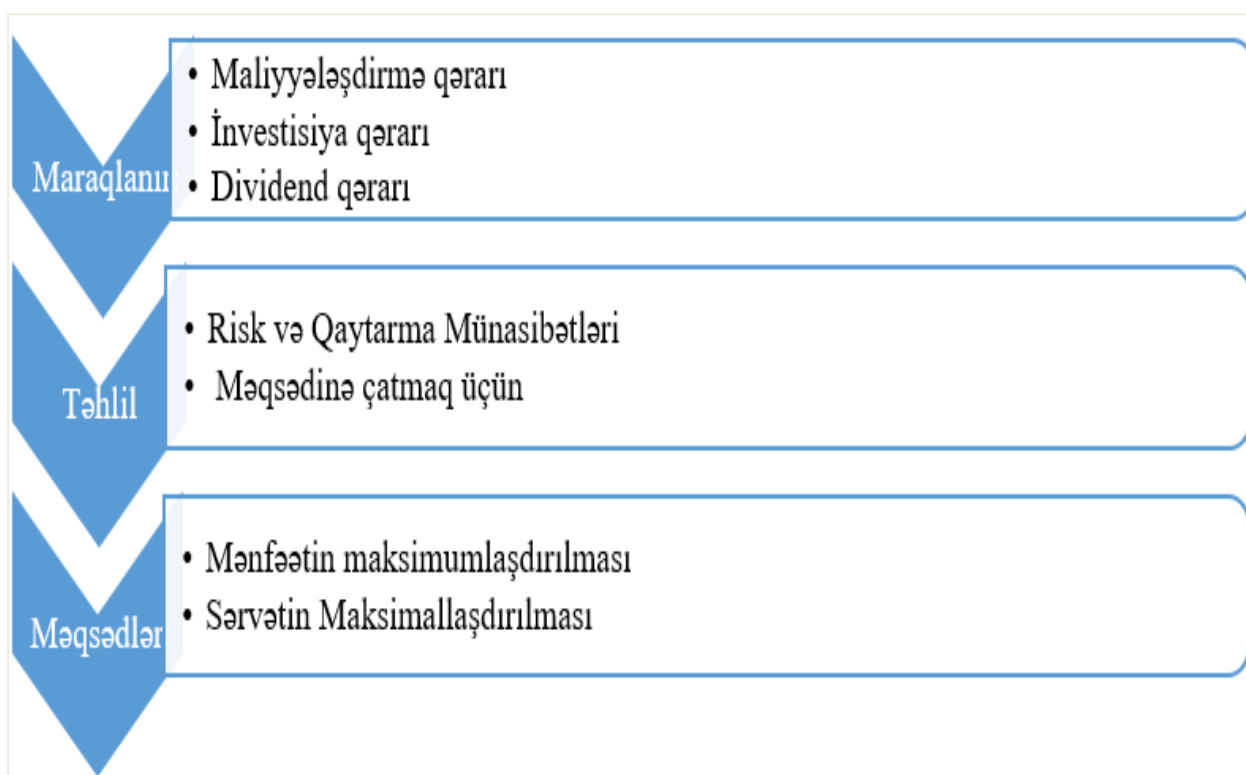 Maraqlanır:
• Maliyyələşdirmə qərarı
• İnvestisiya qərarı
• Dividend qərarı
Təhlil
• Risk və Qaytarma Münasibətləri
• Məqsədinə çatmaq üçün
Məqsədlər
• Mənfəətin maksimumlaşdırılması
• Sərvətin Maksimallaşdırılması